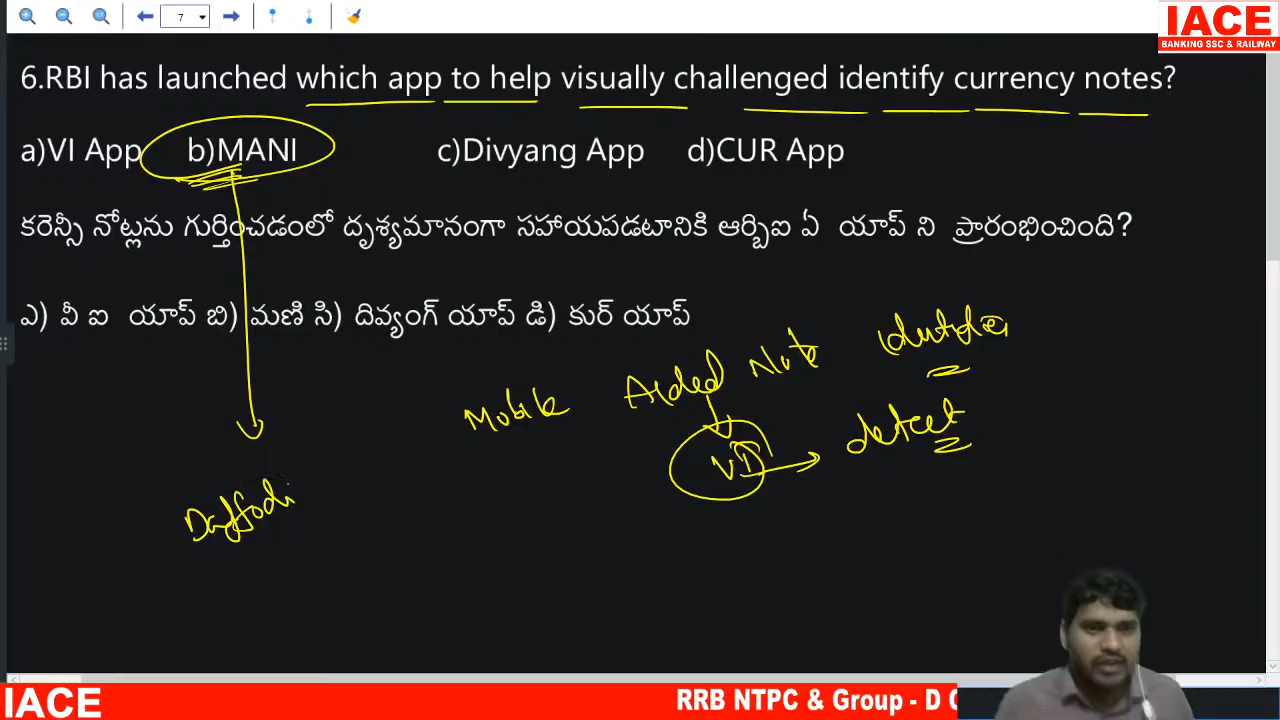 7
IACE
BANKING SSC & RAILWAY
6.RBI has launched which app to help visually challenged identify currency notes?
a)VI App b)MANI c)Divyang App d)CUR App
కరెన్సీ నోట్లను గుర్తించడంలో దృశ్యమానంగా సహాయపడటానికి ఆర్బిఐ ఏ యాప్ ని ప్రారంభించింది?
ఎ) వీ ఐ యాప్ బి) మణి సి) దివ్యంగ్ యాప్ డి) కుర్ యాప్
Mobile Aided Note Identifier
VI detect
Daffodi
IACE
RRB NTPC & Group - D